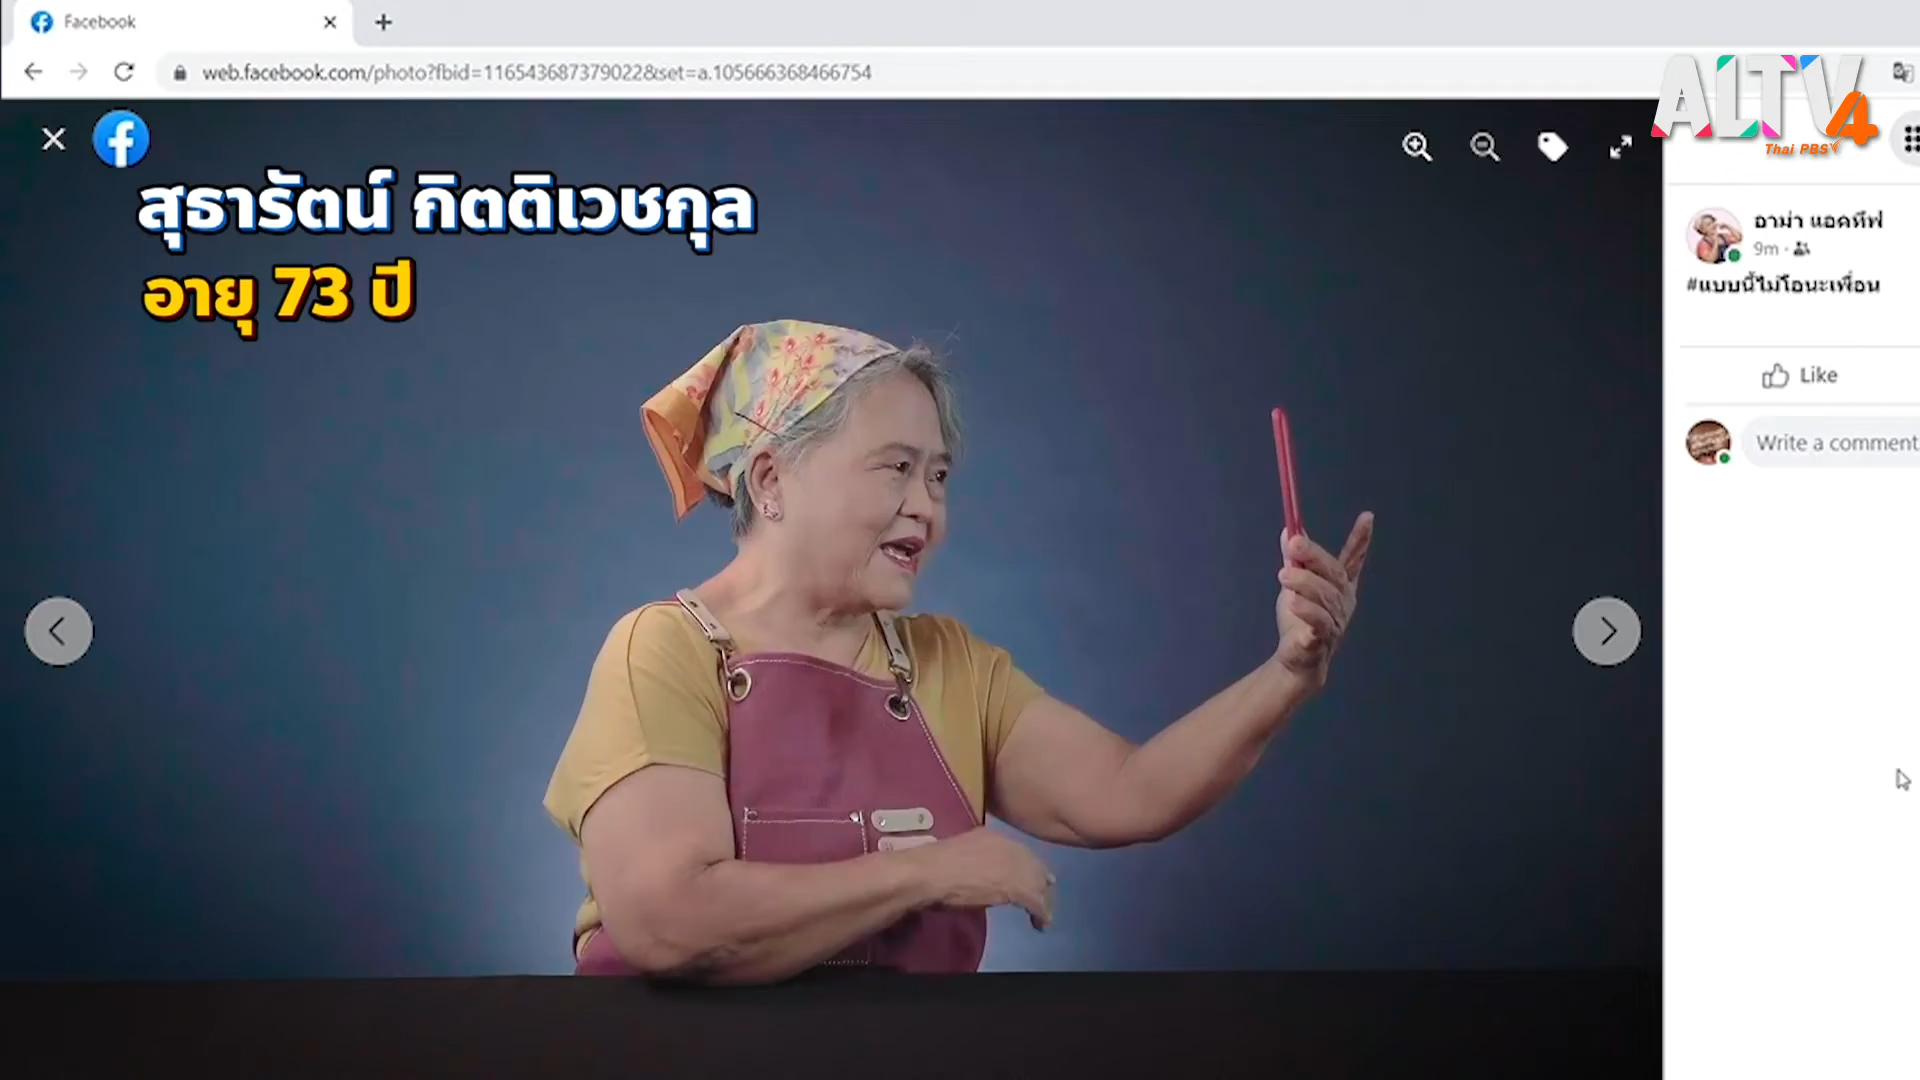 Facebook
web.facebook.com/photo?fbid=116543687379022&set=a.105666368466754
ALTV4
Thai PBS
สุธารัตน์ กิตติเวชกุล
อายุ 73 ปี
อาม่า แอคทีฟ
9m
#แบบนี้ไม่โอนะเพื่อน
Like
Write a comment